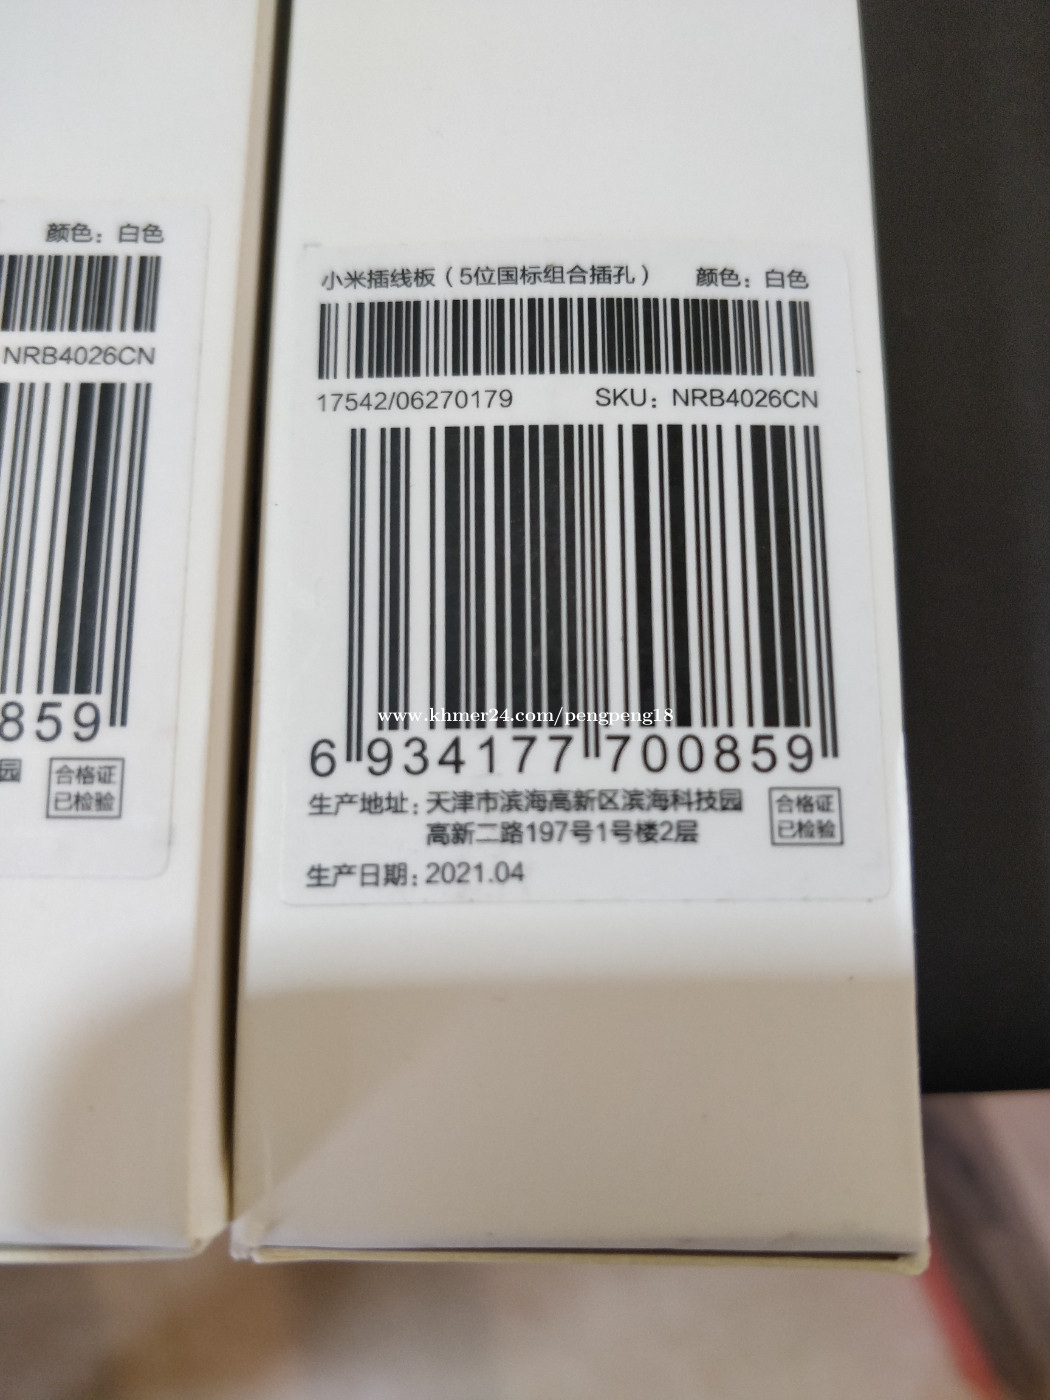 颜色：白色
NRB4026CN
859
园
合格证
已检验
小米插线板（5位国标组合插孔） 颜色：白色
17542/06270179 SKU：NRB4026CN
www.khmer24.com/pengpeng18
6 934177 700859
生产地址：天津市滨海高新区滨海科技园
高新二路197号1号楼2层
合格证
已检验
生产日期：2021.04